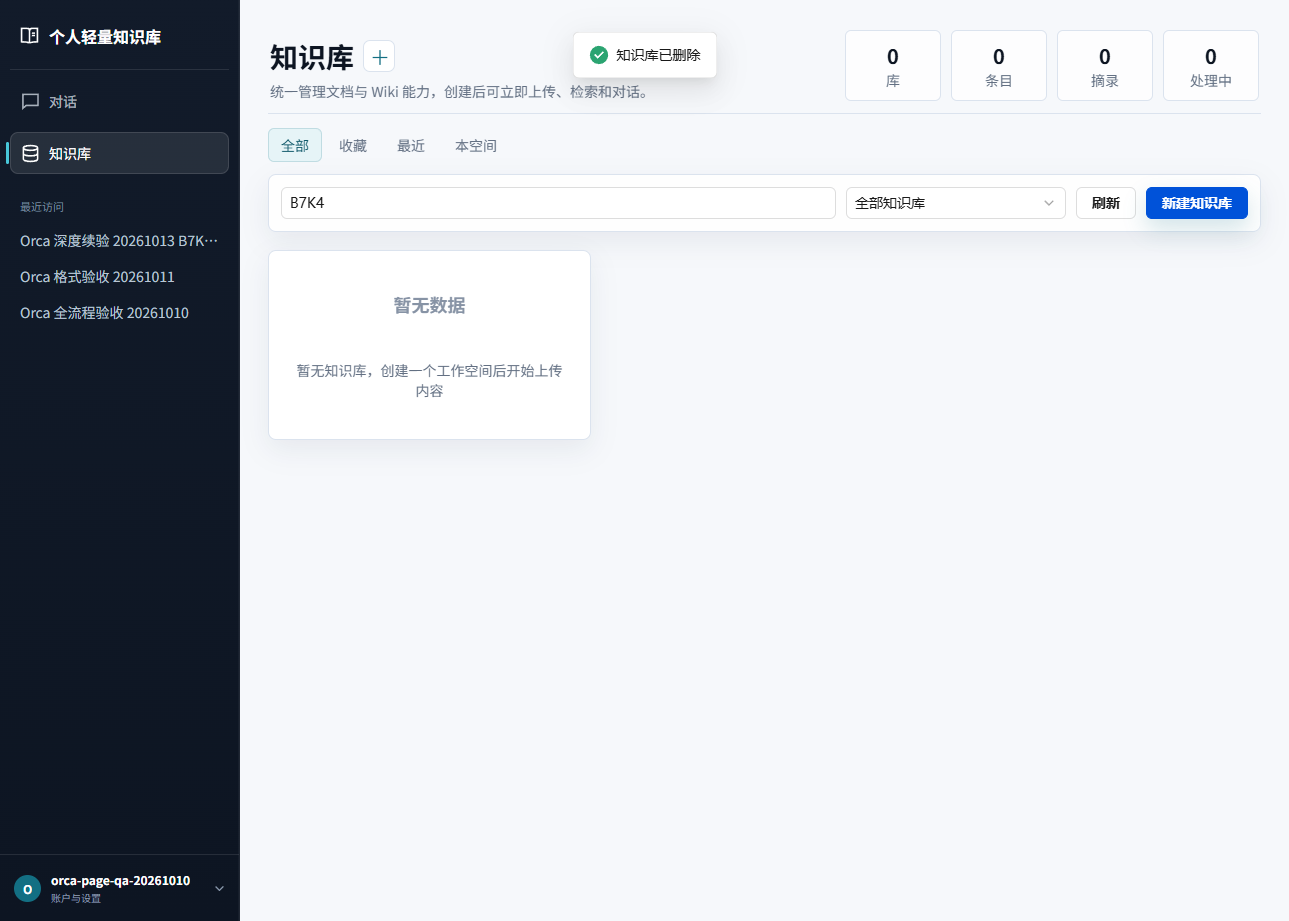 个人轻量知识库
对话
知识库
最近访问
Orca 深度续验 20261013 B7K…
Orca 格式验收 20261011
Orca 全流程验收 20261010
O
orca-page-qa-20261010
账户与设置
知识库
统一管理文档与 Wiki 能力，创建后可立即上传、检索和对话。
知识库已删除
0
库
0
条目
0
摘录
0
处理中
全部
收藏
最近
本空间
B7K4
全部知识库
刷新
新建知识库
暂无数据
暂无知识库，创建一个工作空间后开始上传
内容